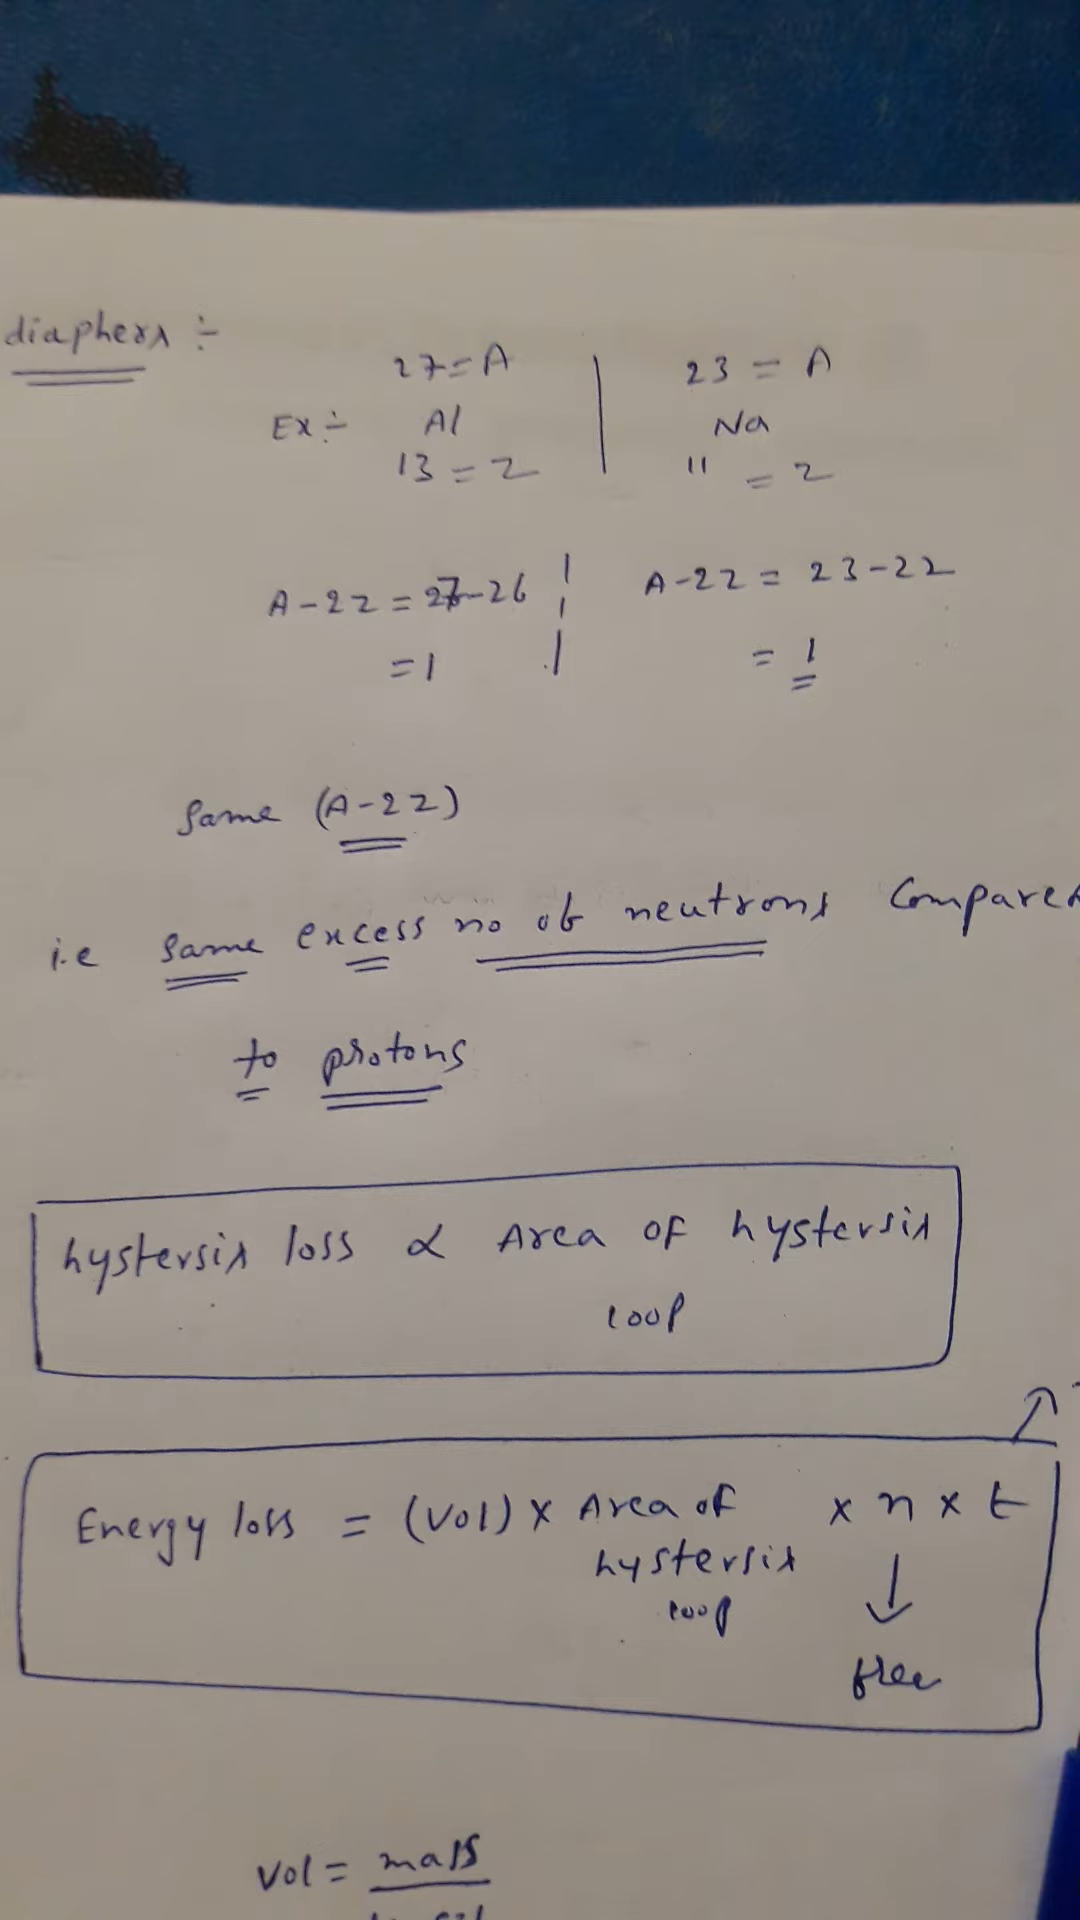 diaphers :-
27 = A | 23 = A
Ex :- Al | Na
13 = Z | 11 = Z
A-2Z = 27-26 | A-2Z = 23-22
= 1 | = 1
Same (A-2Z)
i.e same excess no of neutrons Compared
to protons
hystersis loss ∝ Area of hystersis
loop
Energy loss = (vol) x Area of x n x t
hystersis ↓
loop
frec
vol = mass